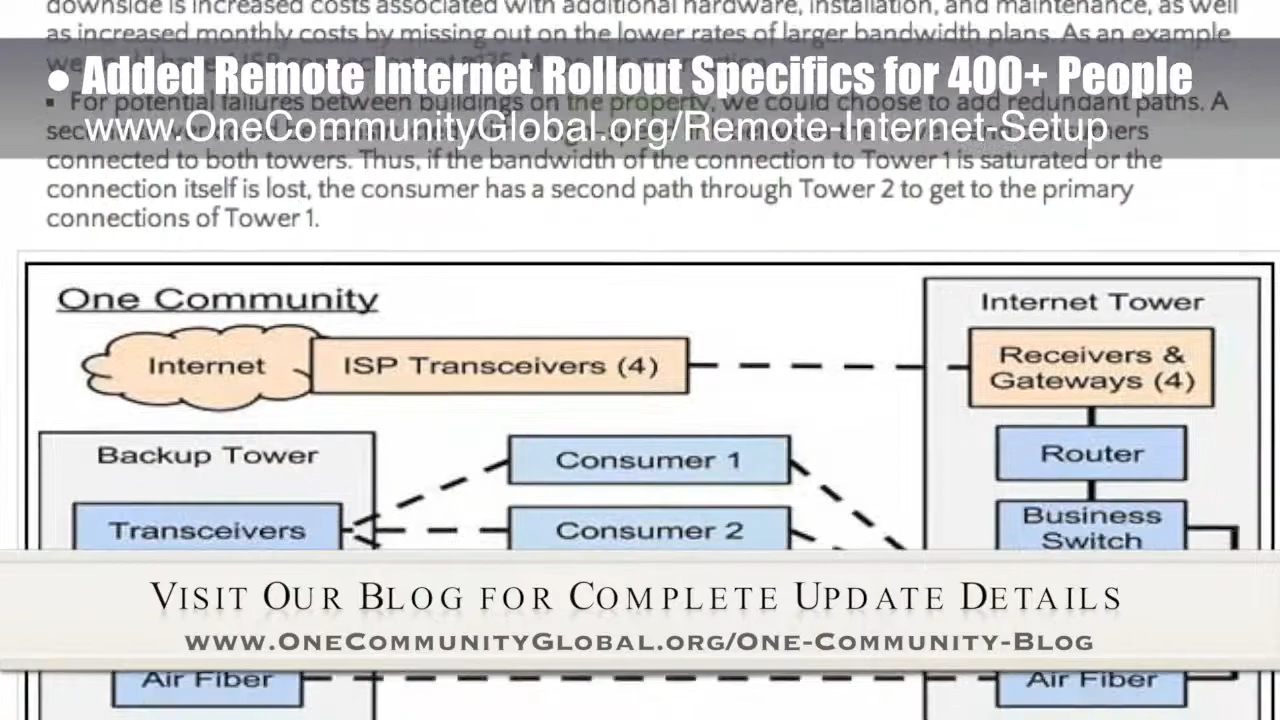 downside is increased costs associated with additional hardware, installation, and maintenance, as well
as increased monthly costs by missing out on the lower rates of larger bandwidth plans. As an example
• Added Remote Internet Rollout Specifics for 400+ People
▪ For potential failures between buildings on the property, we could choose to add redundant paths. A
www.OneCommunityGlobal.org/Remote-Internet-Setup
connected to both towers. Thus, if the bandwidth of the connection to Tower 1 is saturated or the
connection itself is lost, the consumer has a second path through Tower 2 to get to the primary
connections of Tower 1.
One Community
Internet Tower
Internet
ISP Transceivers (4)
Receivers &
Gateways (4)
Backup Tower
Consumer 1
Router
Transceivers
Consumer 2
Business
Switch
Visit Our Blog for Complete Update Details
www.OneCommunityGlobal.org/One-Community-Blog
Air Fiber
Air Fiber